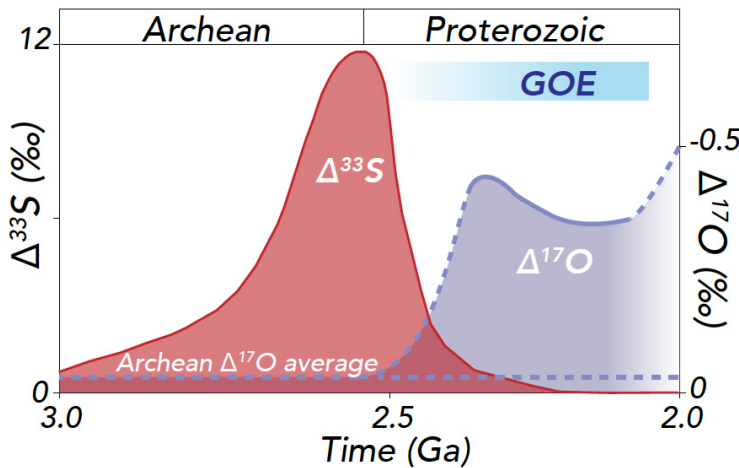 Archean
Proterozoic
12
GOE
Δ³³S
-0.5
Δ³³S (‰)
Δ¹⁷O
Δ¹⁷O (‰)
Archean Δ¹⁷O average
0
0
3.0
2.5
2.0
Time (Ga)